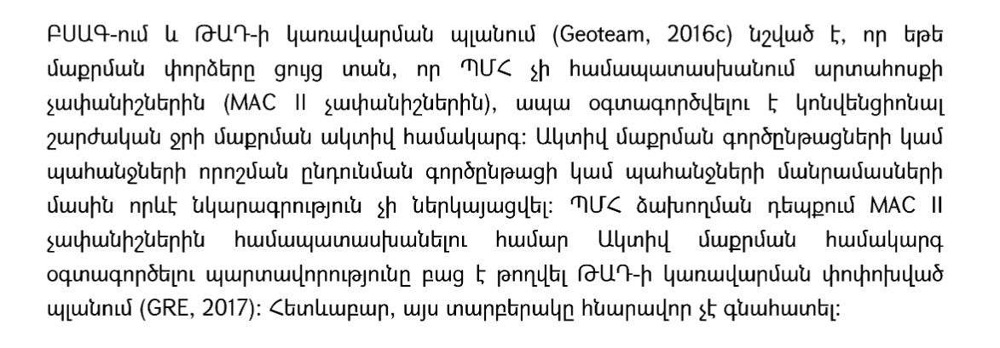 ԲՍԱԳ-ում և ԹԱԴ-ի կառավարման պլանում (Geoteam, 2016c) նշված է, որ եթե
մաքրման փորձերը ցույց տան, որ ՊՄՀ չի համապատասխանում արտահոսքի
չափանիշներին (MAC II չափանիշներին), ապա օգտագործվելու է կոնվենցիոնալ
շարժական ջրի մաքրման ակտիվ համակարգ: Ակտիվ մաքրման գործընթացների կամ
պահանջների որոշման ընդունման գործընթացի կամ պահանջների մանրամասների
մասին որևէ նկարագրություն չի ներկայացվել: ՊՄՀ ձախողման դեպքում MAC II
չափանիշներին համապատասխանելու համար Ակտիվ մաքրման համակարգ
օգտագործելու պարտավորությունը բաց է թողվել ԹԱԴ-ի կառավարման փոփոխված
պլանում (GRE, 2017): Հետևաբար, այս տարբերակը հնարավոր չէ գնահատել: